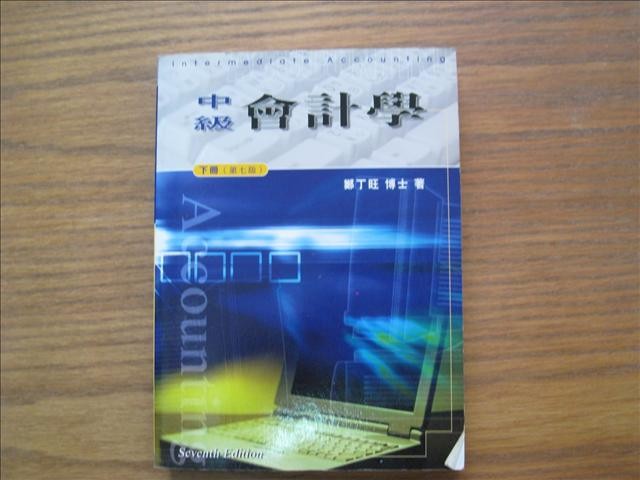 Intermediate Accounting
中級 會計學
下冊（第七版）
鄭丁旺 博士 著
Accounting
Seventh Edition